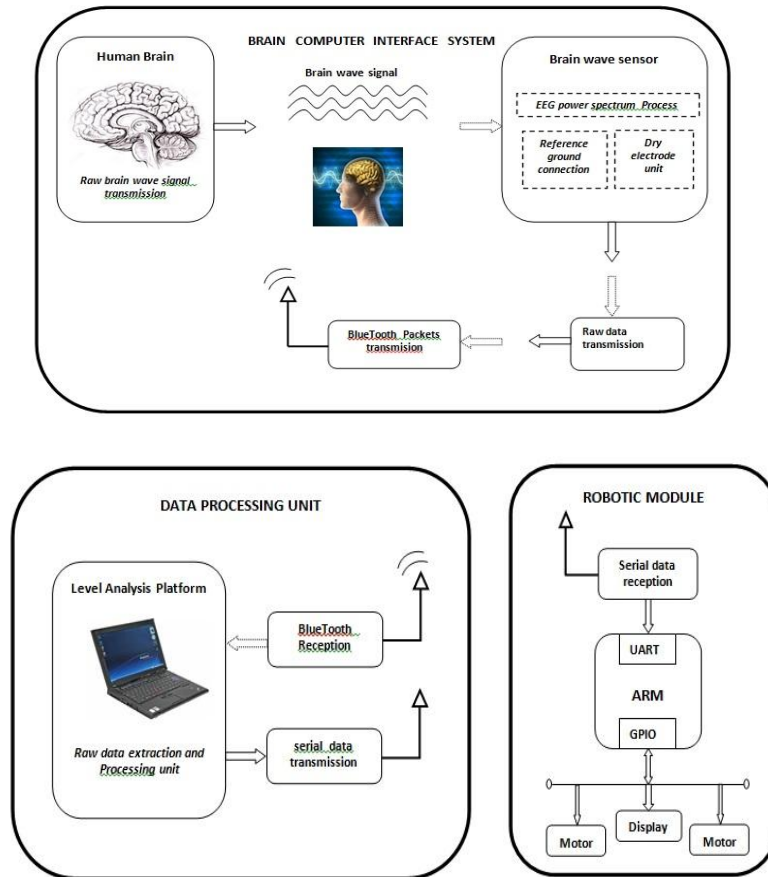 BRAIN COMPUTER INTERFACE SYSTEM
Human Brain
Raw brain wave signal
transmission
Brain wave signal
Brain wave sensor
EEG power spectrum Process
Reference
ground
connection
Dry
electrode
unit
Raw data
transmission
BlueTooth Packets
transmision
DATA PROCESSING UNIT
Level Analysis Platform
Raw data extraction and
Processing unit
BlueTooth
Reception
serial data
transmission
ROBOTIC MODULE
Serial data
reception
UART
ARM
GPIO
Motor
Display
Motor